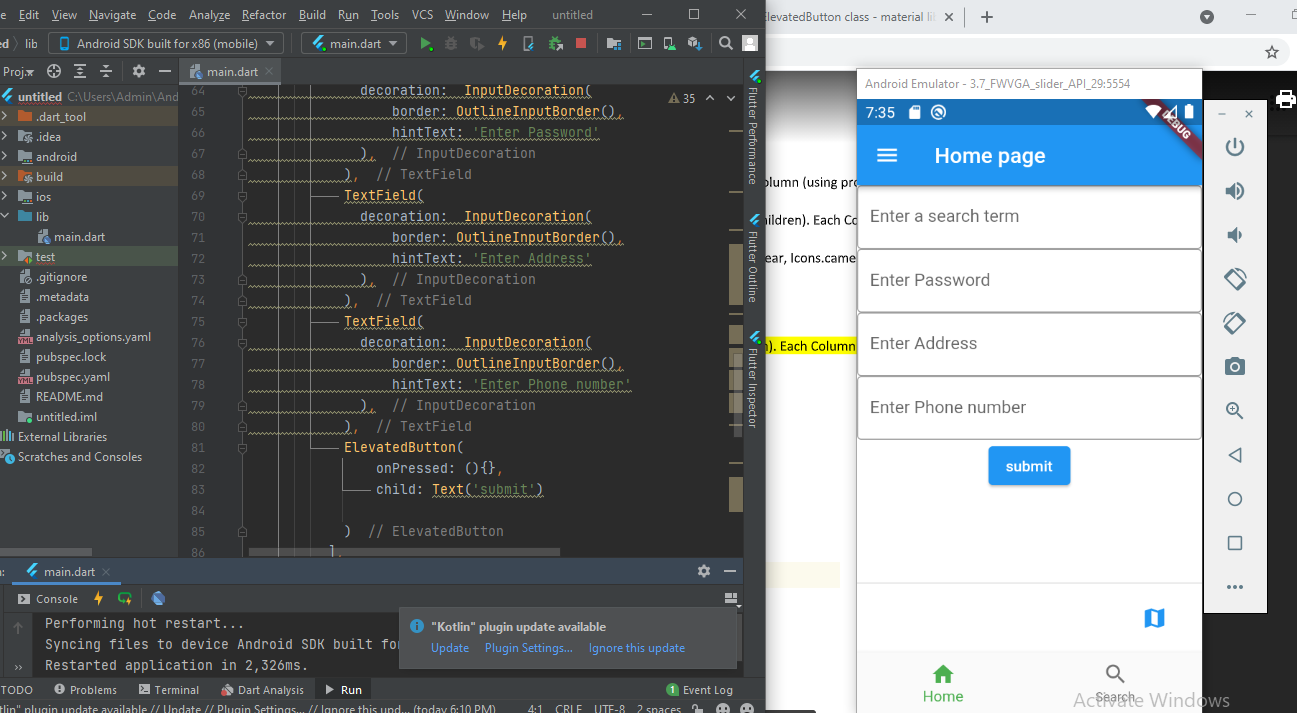 e Edit View Navigate Code Analyze Refactor Build Run Tools VCS Window Help untitled
ElevatedButton class - material li
ed lib Android SDK built for x86 (mobile) main.dart
Proj.. main.dart
untitled C:\Users\Admin\And
.dart_tool
.idea
android
build
ios
lib
main.dart
test
.gitignore
.metadata
.packages
analysis_options.yaml
pubspec.lock
pubspec.yaml
README.md
untitled.iml
External Libraries
Scratches and Consoles
35
64 decoration: InputDecoration(
65 border: OutlineInputBorder(),
66 hintText: 'Enter Password'
67 ), // InputDecoration
68 ), // TextField
69 TextField(
70 decoration: InputDecoration(
71 border: OutlineInputBorder(),
72 hintText: 'Enter Address'
73 ), // InputDecoration
74 ), // TextField
75 TextField(
76 decoration: InputDecoration(
77 border: OutlineInputBorder(),
78 hintText: 'Enter Phone number'
79 ), // InputDecoration
80 ), // TextField
81 ElevatedButton(
82 onPressed: (){},
83 child: Text('submit')
84
85 ) // ElevatedButton
86 ],
Flutter Performance
Flutter Outline
Flutter Inspector
olumn (using pro
ildren). Each Co
ear, Icons.came
n). Each Column
Android Emulator - 3.7_FWVGA_slider_API_29:5554
7:35
DEBUG
Home page
Enter a search term
Enter Password
Enter Address
Enter Phone number
submit
Home
Search
Activate Windows
n: main.dart
Console
Performing hot restart...
Syncing files to device Android SDK built fo
Restarted application in 2,326ms.
"Kotlin" plugin update available
Update Plugin Settings... Ignore this update
TODO Problems Terminal Dart Analysis Run 1 Event Log
tlin" plugin update available // Update // Plugin Settings... // Ignore this upd... (today 6:10 PM) 4:1 CRLF UTF-8 2 spaces